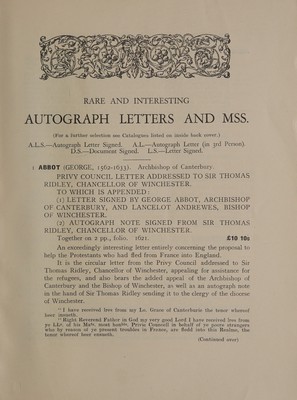 RARE AND INTERESTING
AUTOGRAPH LETTERS AND MSS.
(For a further selection see Catalogues listed on inside back cover.)
A.L.S.—Autograph Letter Signed. A.L.—Autograph Letter (in 3rd Person).
D.S.—Document Signed. L.S.—Letter Signed.
1 ABBOT (GEORGE, 1562-1633). Archbishop of Canterbury.
PRIVY COUNCIL LETTER ADDRESSED TO SIR THOMAS
RIDLEY, CHANCELLOR OF WINCHESTER.
TO WHICH IS APPENDED:
(1) LETTER SIGNED BY GEORGE ABBOT, ARCHBISHOP
OF CANTERBURY, AND LANCELOT ANDREWES, BISHOP
OF WINCHESTER.
(2) AUTOGRAPH NOTE SIGNED FROM SIR THOMAS
RIDLEY, CHANCELLOR OF WINCHESTER.
Together on 2 pp., folio. 1621. £10 10s
An exceedingly interesting letter entirely concerning the proposal to
help the Protestants who had fled from France into England.
It is the circular letter from the Privy Council addressed to Sir
Thomas Ridley, Chancellor of Winchester, appealing for assistance for
the refugees, and also bears the added appeal of the Archbishop of
Canterbury and the Bishop of Winchester, as well as an autograph note
in the hand of Sir Thomas Ridley sending it to the clergy of the diocese
of Winchester.
"I have received lres from my Lo. Grace of Canterburie the tenor whereof
here ensueth.
"Right Reverend Father in God my very good Lord I have received lres from
ye Lls. of his Mats. most honble. Privie Councill in behalf of ye poore strangers
who by reason of ye present troubles in France, are fledd into this Realme, the
tenor whereof here ensueth.
(Continued over)